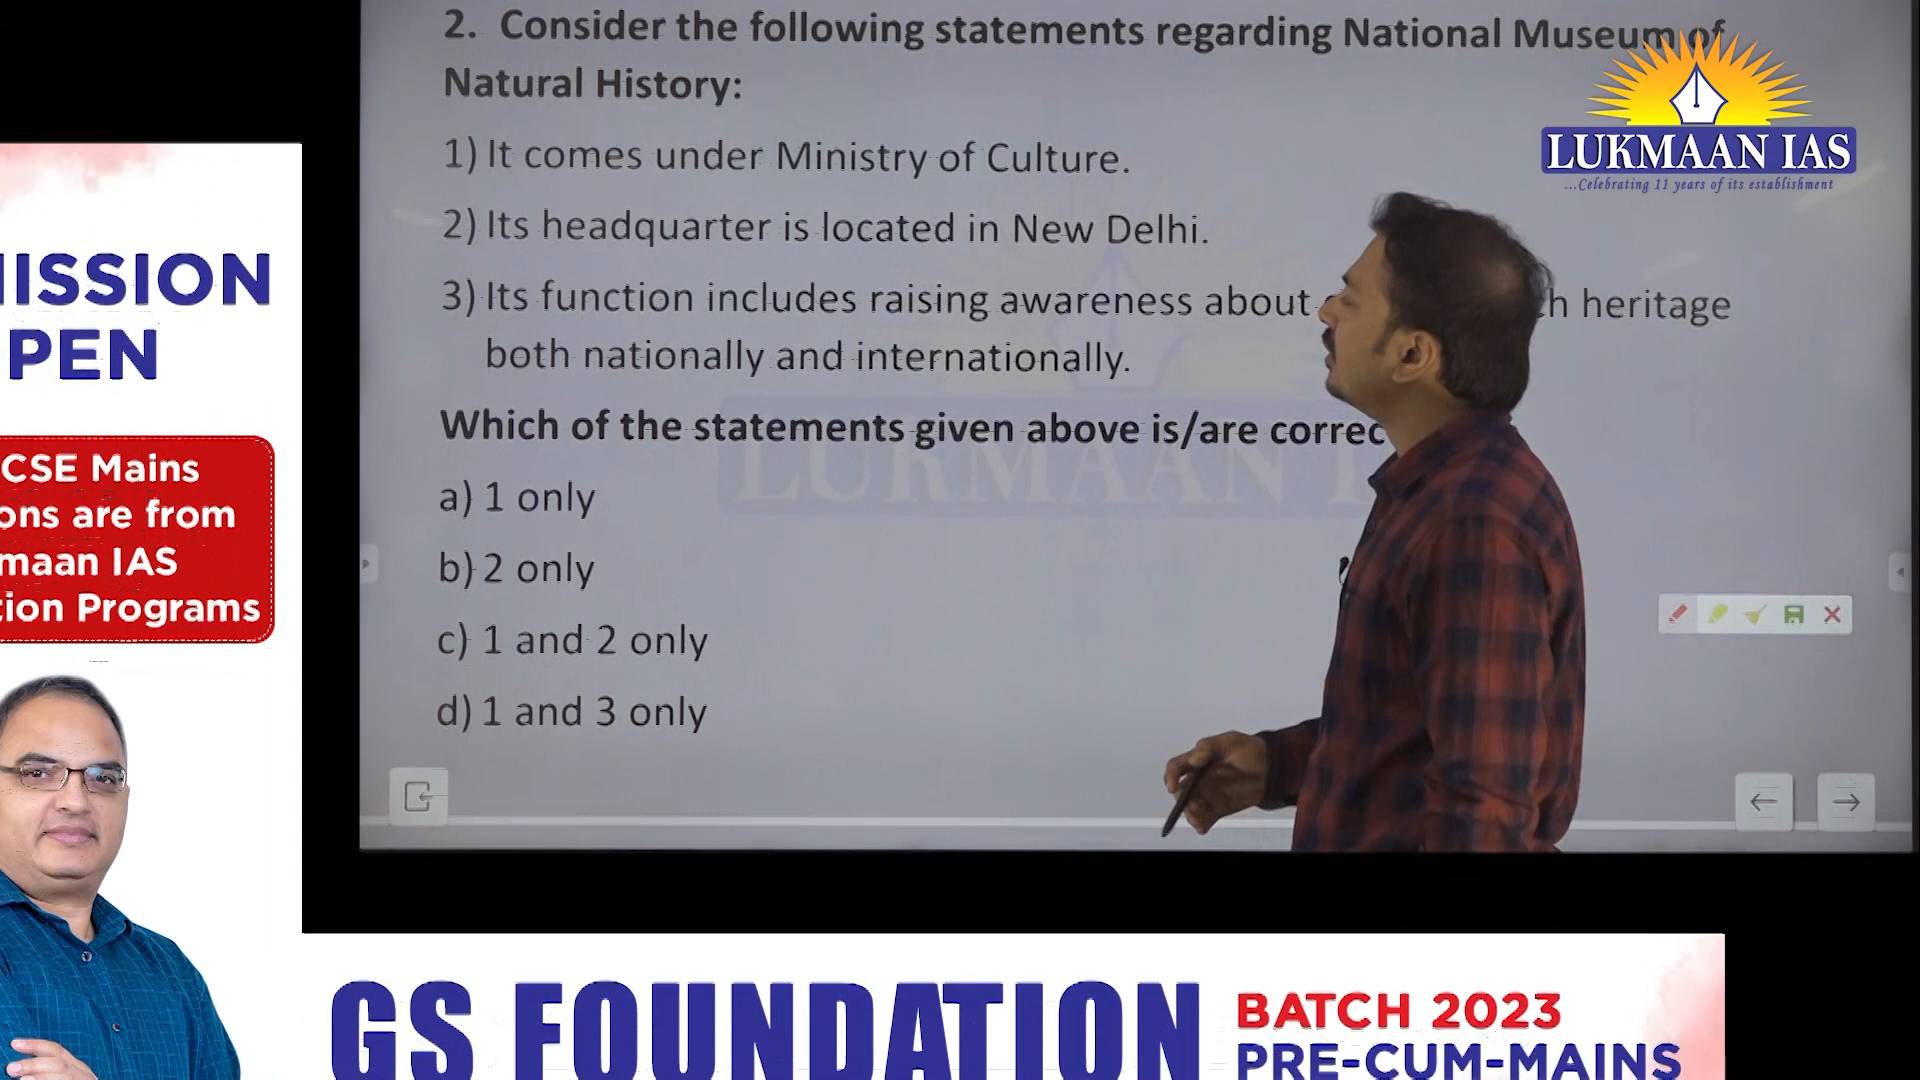 2. Consider the following statements regarding National Museum of
Natural History:
1) It comes under Ministry of Culture.
2) Its headquarter is located in New Delhi.
3) Its function includes raising awareness about h heritage
both nationally and internationally.
Which of the statements given above is/are correc
a) 1 only
b) 2 only
c) 1 and 2 only
d) 1 and 3 only
LUKMAAN IAS
...Celebrating 11 years of its establishment
LUKMAAN I
ISSION
PEN
CSE Mains
ons are from
maan IAS
tion Programs
GS FOUNDATION
BATCH 2023
PRE-CUM-MAINS